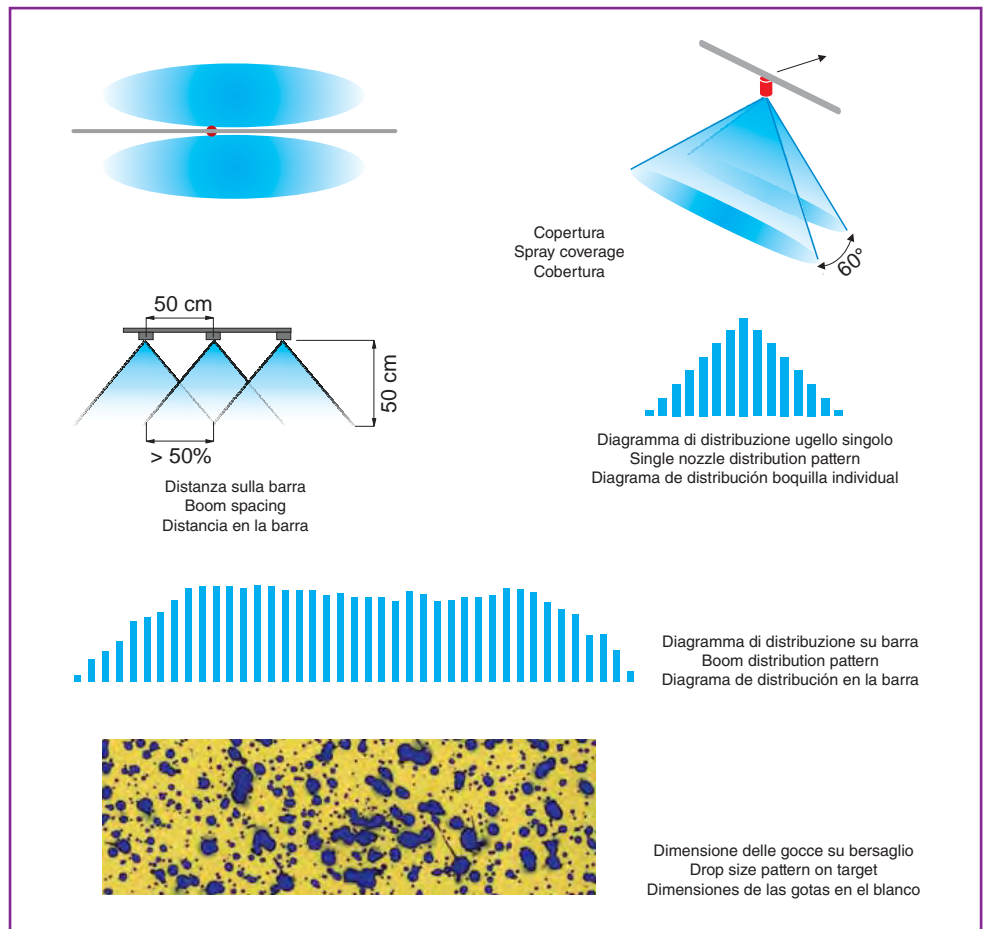 Copertura
Spray coverage
Cobertura
60°
50 cm
50 cm
> 50%
Distanza sulla barra
Boom spacing
Distancia en la barra
Diagramma di distribuzione ugello singolo
Single nozzle distribution pattern
Diagrama de distribución boquilla individual
Diagramma di distribuzione su barra
Boom distribution pattern
Diagrama de distribución en la barra
Dimensione delle gocce su bersaglio
Drop size pattern on target
Dimensiones de las gotas en el blanco